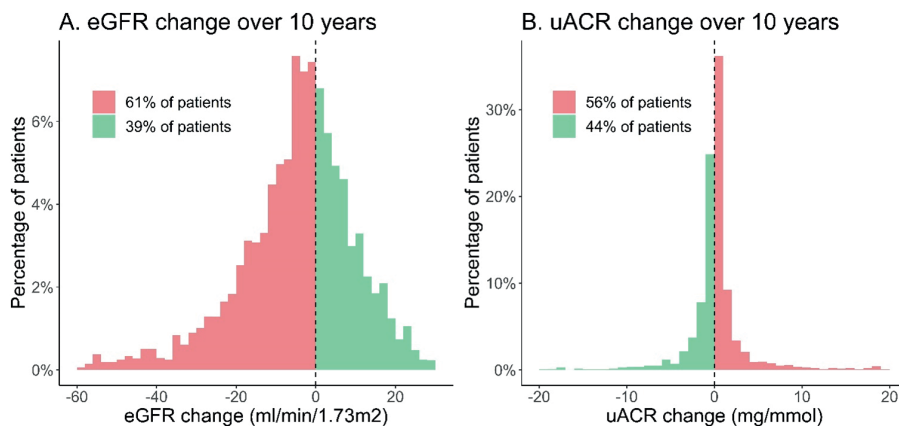 A. eGFR change over 10 years
61% of patients
39% of patients
Percentage of patients
6%
4%
2%
0%
-60
-40
-20
0
20
eGFR change (ml/min/1.73m2)
B. uACR change over 10 years
56% of patients
44% of patients
Percentage of patients
30%
20%
10%
0%
-20
-10
0
10
20
uACR change (mg/mmol)